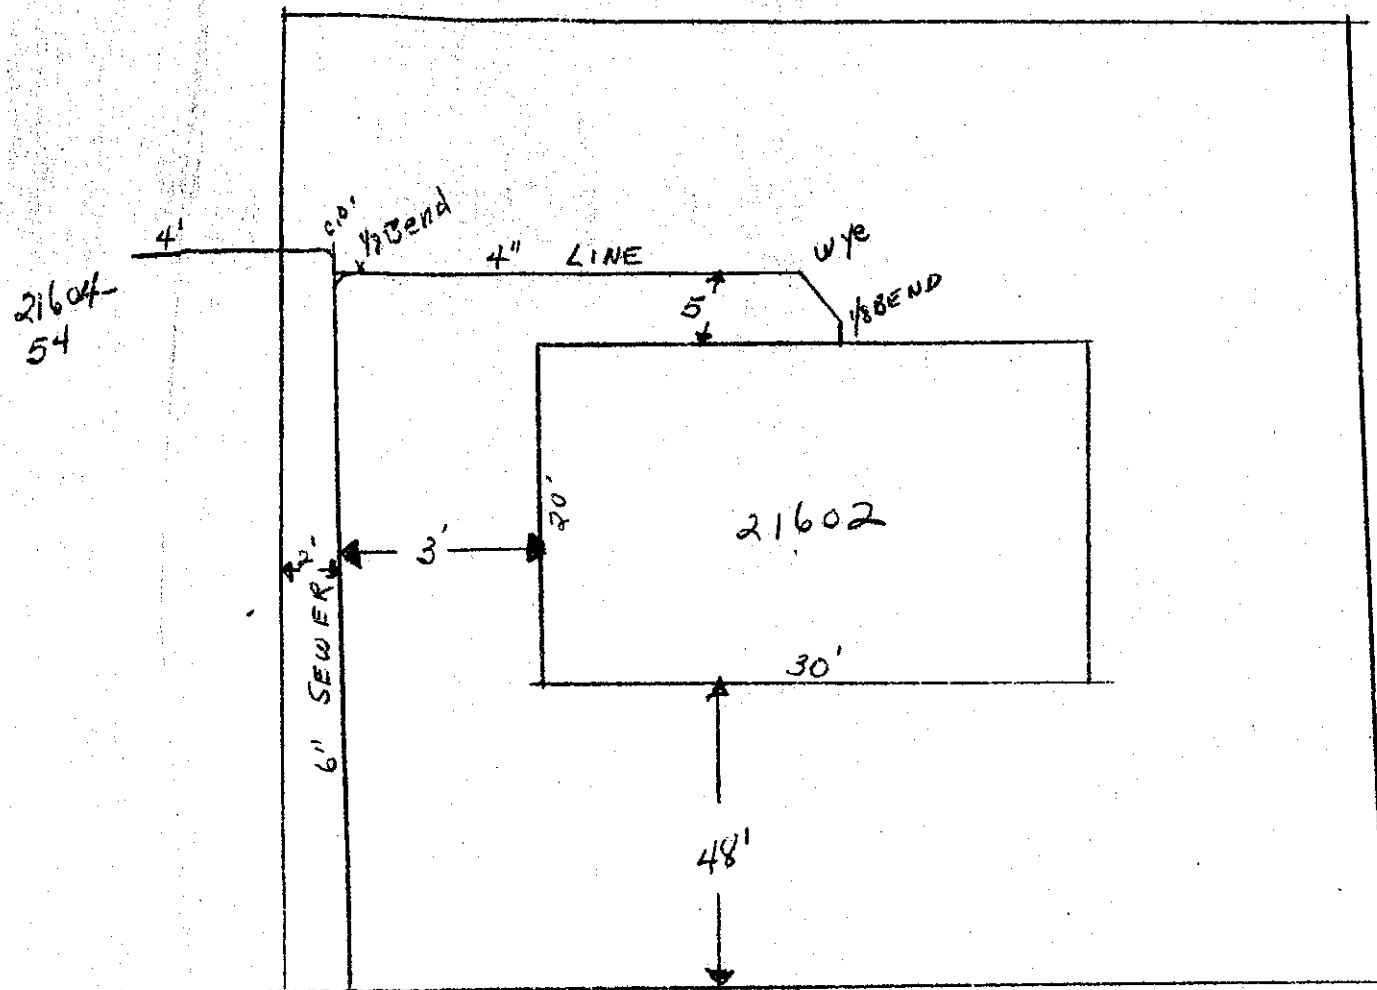 c.o.
1/8 Bend
4'
4" LINE
Wye
21604-
54
5'
1/8 BEND
20'
21602
3'
2'
6" SEWER
30'
48'